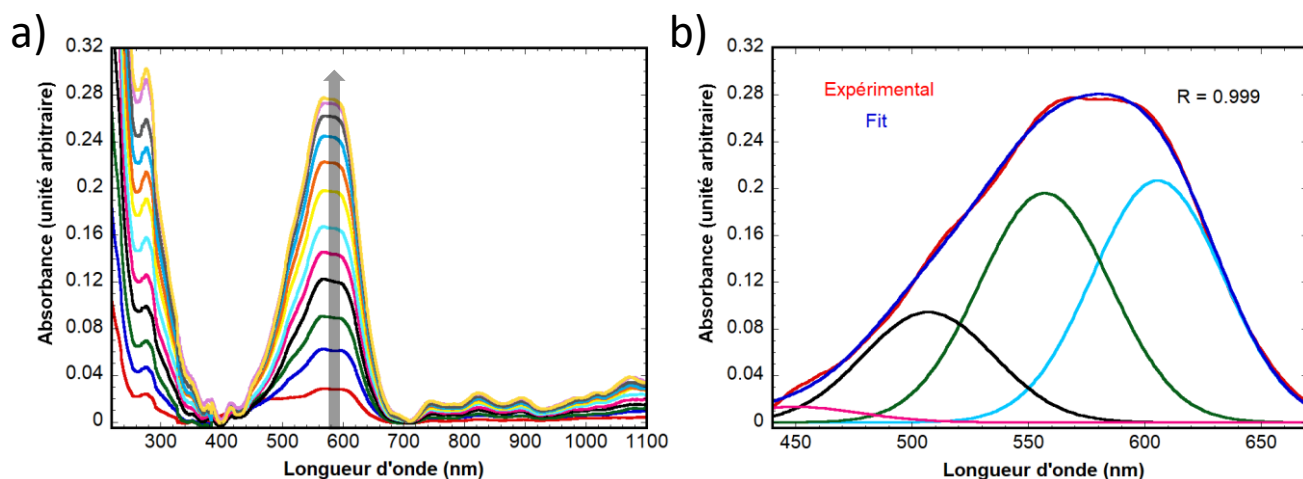 a)
Absorbance (unité arbitraire)
0.32
0.28
0.24
0.2
0.16
0.12
0.08
0.04
0
300 400 500 600 700 800 900 1000 1100
Longueur d'onde (nm)
b)
Absorbance (unité arbitraire)
0.32
0.28
0.24
0.2
0.16
0.12
0.08
0.04
0
Expérimental
Fit
R = 0.999
450 500 550 600 650
Longueur d'onde (nm)